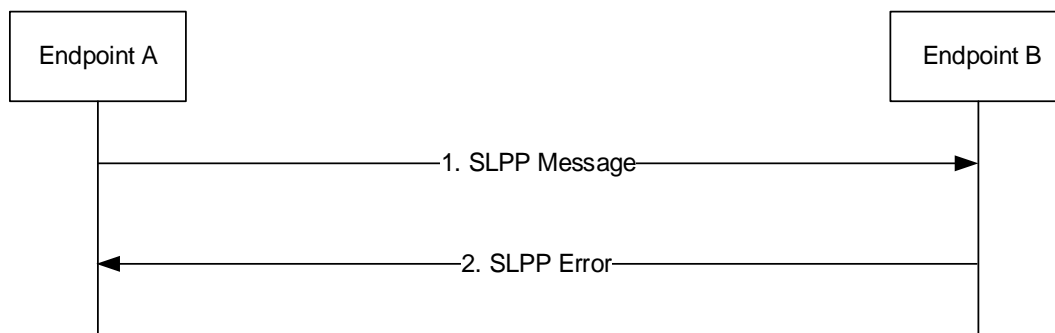 Endpoint A
Endpoint B
1. SLPP Message
2. SLPP Error